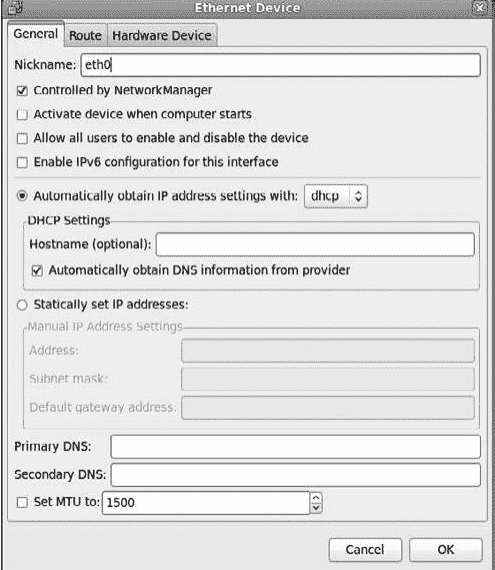 Ethernet Device
General Route Hardware Device
Nickname: eth0
Controlled by NetworkManager
Activate device when computer starts
Allow all users to enable and disable the device
Enable IPv6 configuration for this interface
Automatically obtain IP address settings with: dhcp
DHCP Settings
Hostname (optional):
Automatically obtain DNS information from provider
Statically set IP addresses:
Manual IP Address Settings
Address:
Subnet mask:
Default gateway address:
Primary DNS:
Secondary DNS:
Set MTU to: 1500
Cancel OK